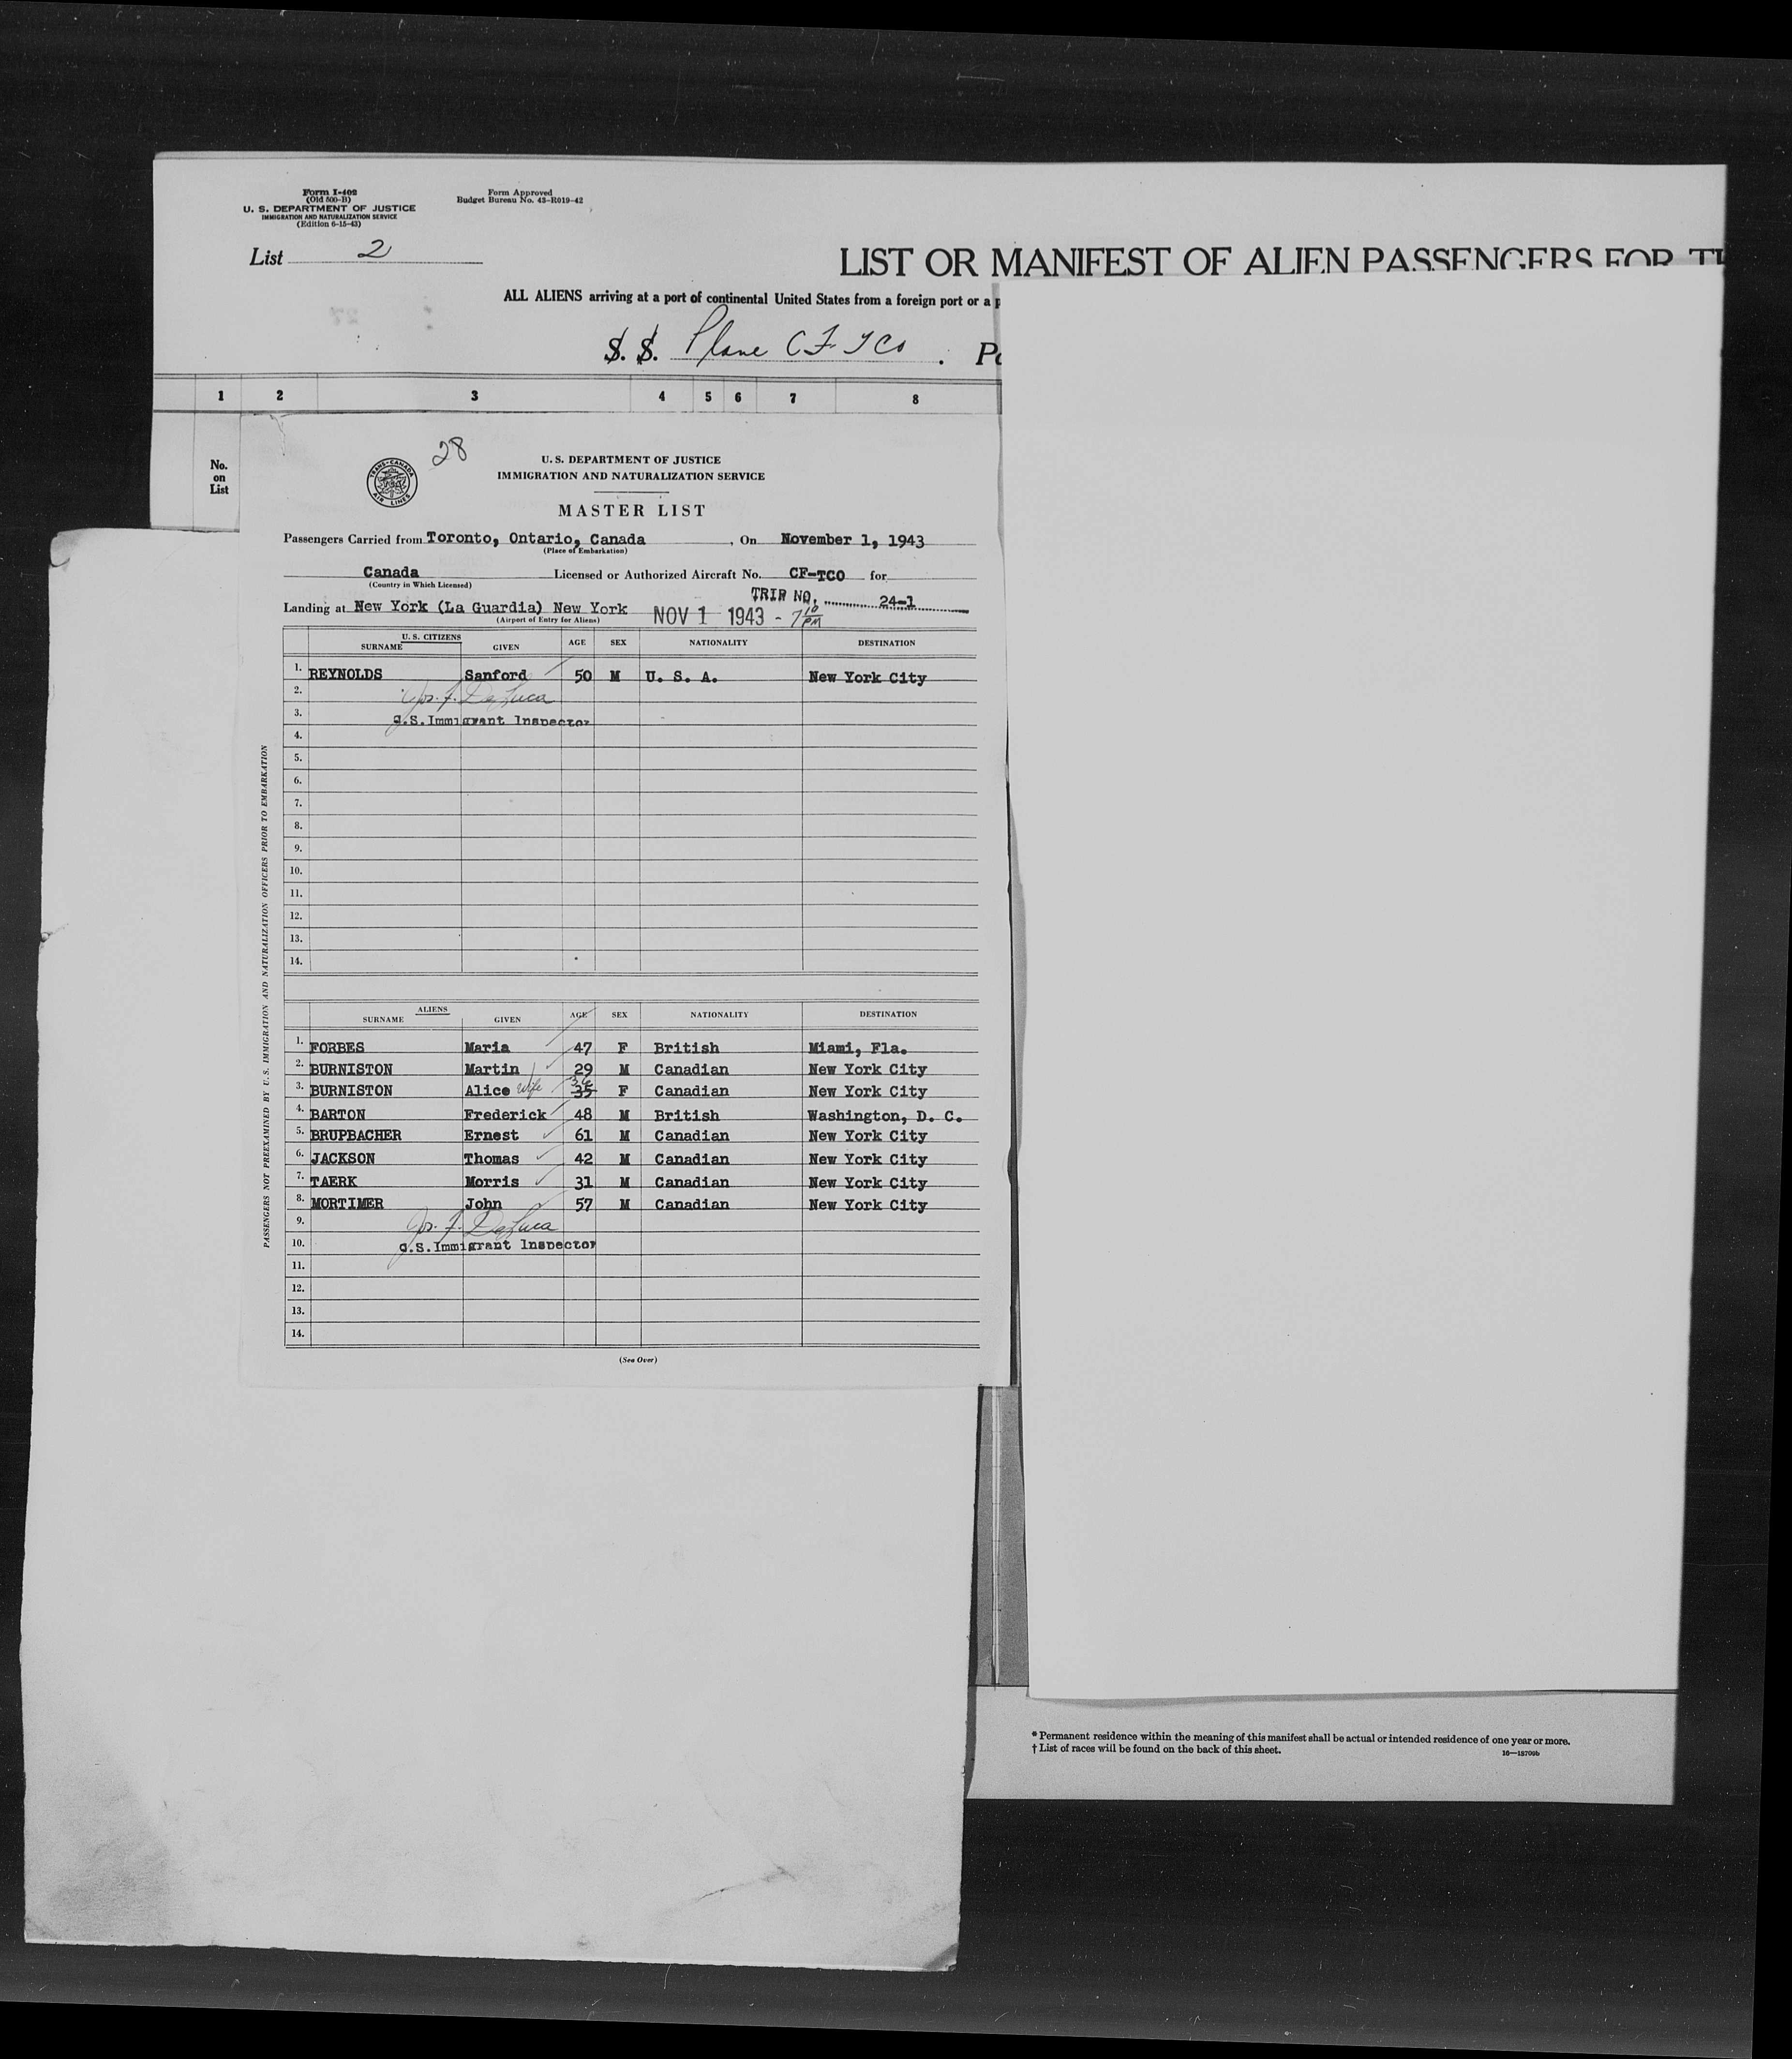 Form I-402
(Old 500-B)
U. S. DEPARTMENT OF JUSTICE
IMMIGRATION AND NATURALIZATION SERVICE
(Edition 6-15-43)
Form Approved
Budget Bureau No. 43-R019-42
List 2
LIST OR MANIFEST OF ALIEN PASSENGERS FOR TH
ALL ALIENS arriving at a port of continental United States from a foreign port or a p
S. S. Plane CF-TCO . Po
1 2 3 4 5 6 7 8
No.
on
List
28
TRANS-CANADA
AIR LINES
U. S. DEPARTMENT OF JUSTICE
IMMIGRATION AND NATURALIZATION SERVICE
MASTER LIST
Passengers Carried from Toronto, Ontario, Canada , On November 1, 1943
(Place of Embarkation)
Canada Licensed or Authorized Aircraft No. CF-TCO for
(Country in Which Licensed)
TRIP NO. 24-1
Landing at New York (La Guardia) New York NOV 1 1943 - 7 10 PM
(Airport of Entry for Aliens)
U. S. CITIZENS
SURNAME GIVEN AGE SEX NATIONALITY DESTINATION
1. REYNOLDS Sanford 50 M U. S. A. New York City
2. Jos. F. DeLuca
3. U.S.Immigrant Inspector
4.
5.
6.
7.
8.
9.
10.
11.
12.
13.
14.
ALIENS
SURNAME GIVEN AGE SEX NATIONALITY DESTINATION
1. FORBES Maria 47 F British Miami, Fla.
2. BURNISTON Martin 29 M Canadian New York City
3. BURNISTON Alice wife 35 F Canadian New York City
4. BARTON Frederick 48 M British Washington, D. C.
5. BRUPBACHER Ernest 61 M Canadian New York City
6. JACKSON Thomas 42 M Canadian New York City
7. TAERK Morris 31 M Canadian New York City
8. MORTIMER John 57 M Canadian New York City
9. Jos. F. DeLuca
10. U.S.Immigrant Inspector
11.
12.
13.
14.
(See Over)
PASSENGERS NOT PREEXAMINED BY U.S. IMMIGRATION AND NATURALIZATION OFFICERS PRIOR TO EMBARKATION
* Permanent residence within the meaning of this manifest shall be actual or intended residence of one year or more.
† List of races will be found on the back of this sheet.